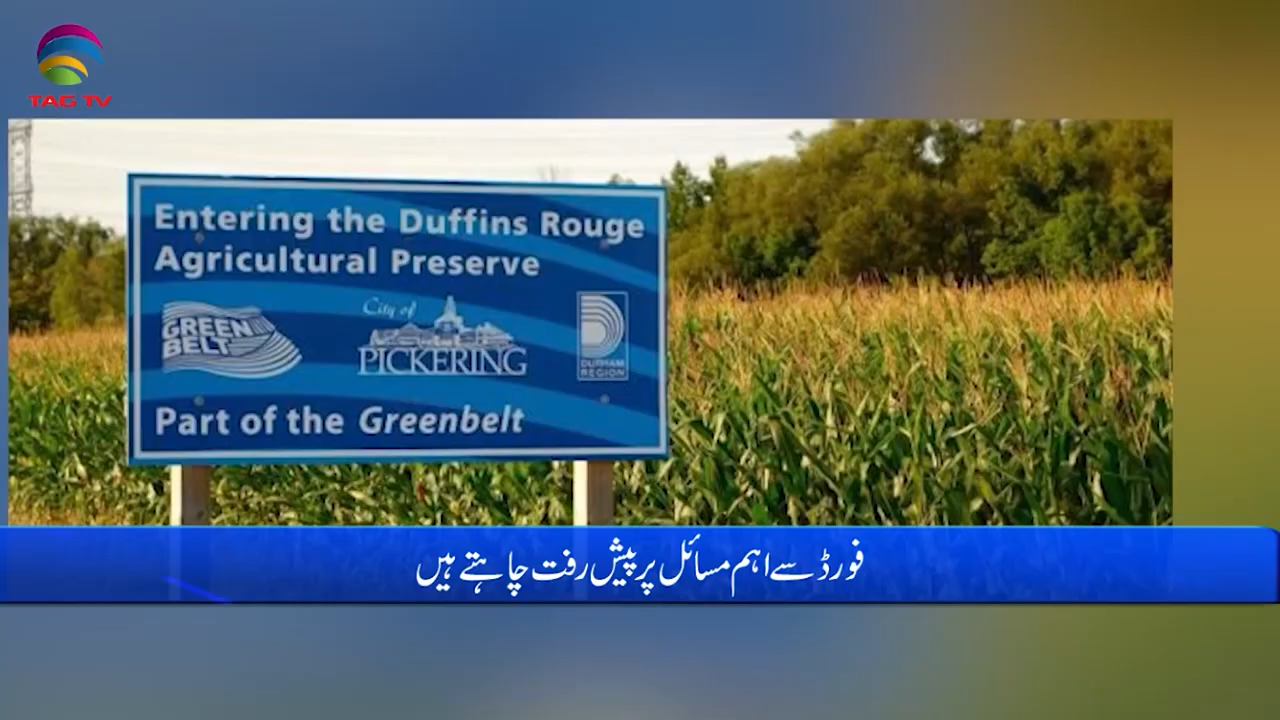 TAG TV
Entering the Duffins Rouge
Agricultural Preserve
GREEN
BELT
City of
PICKERING
DURHAM
REGION
Part of the Greenbelt
فورڈ سے اہم مسائل پر پیش رفت چاہتے ہیں